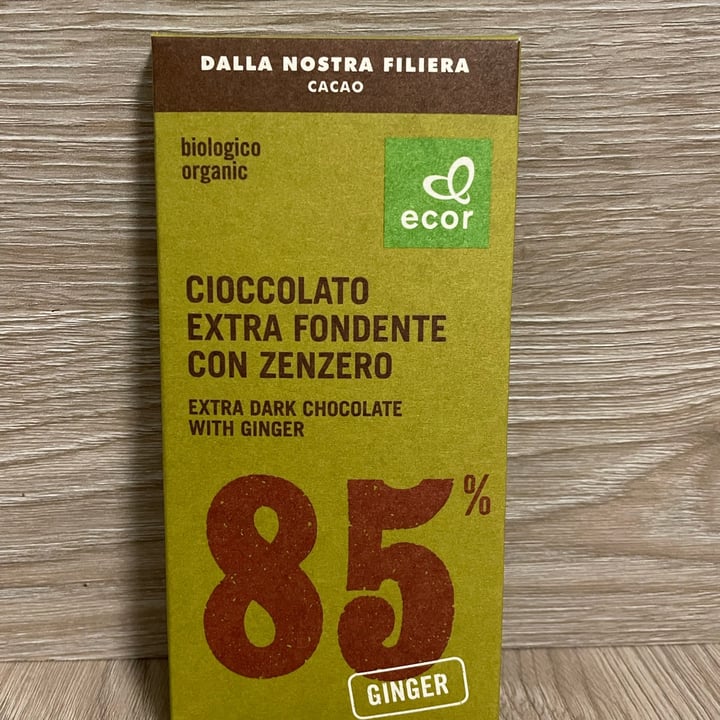 DALLA NOSTRA FILIERA
CACAO
biologico
organic
ecor
CIOCCOLATO
EXTRA FONDENTE
CON ZENZERO
EXTRA DARK CHOCOLATE
WITH GINGER
85%
GINGER